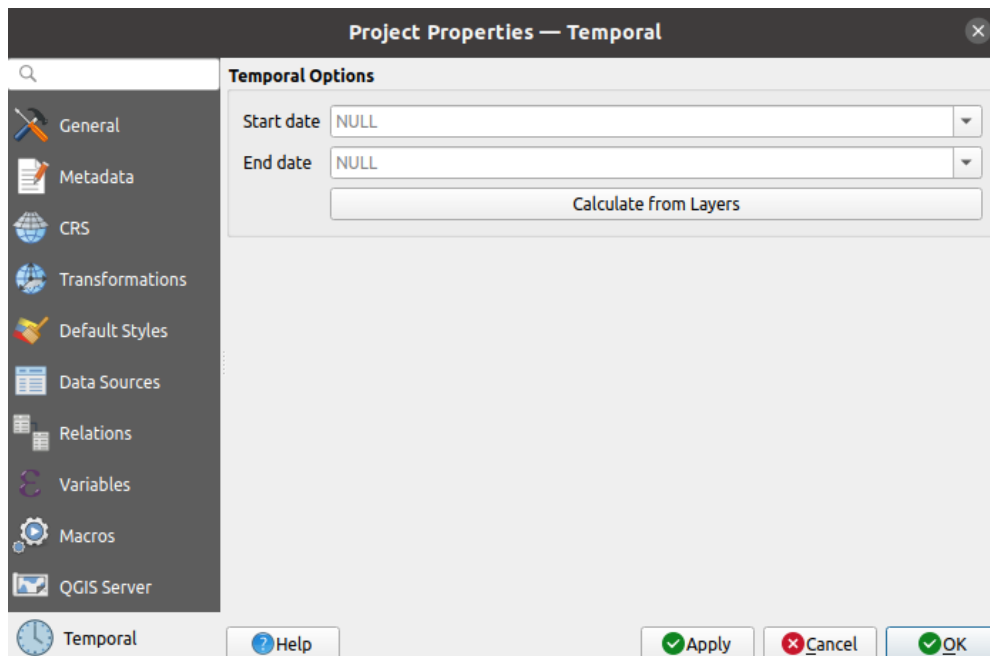 Project Properties — Temporal
Temporal Options
Start date NULL
End date NULL
Calculate from Layers
General
Metadata
CRS
Transformations
Default Styles
Data Sources
Relations
Variables
Macros
QGIS Server
Temporal
Help
Apply
Cancel
OK